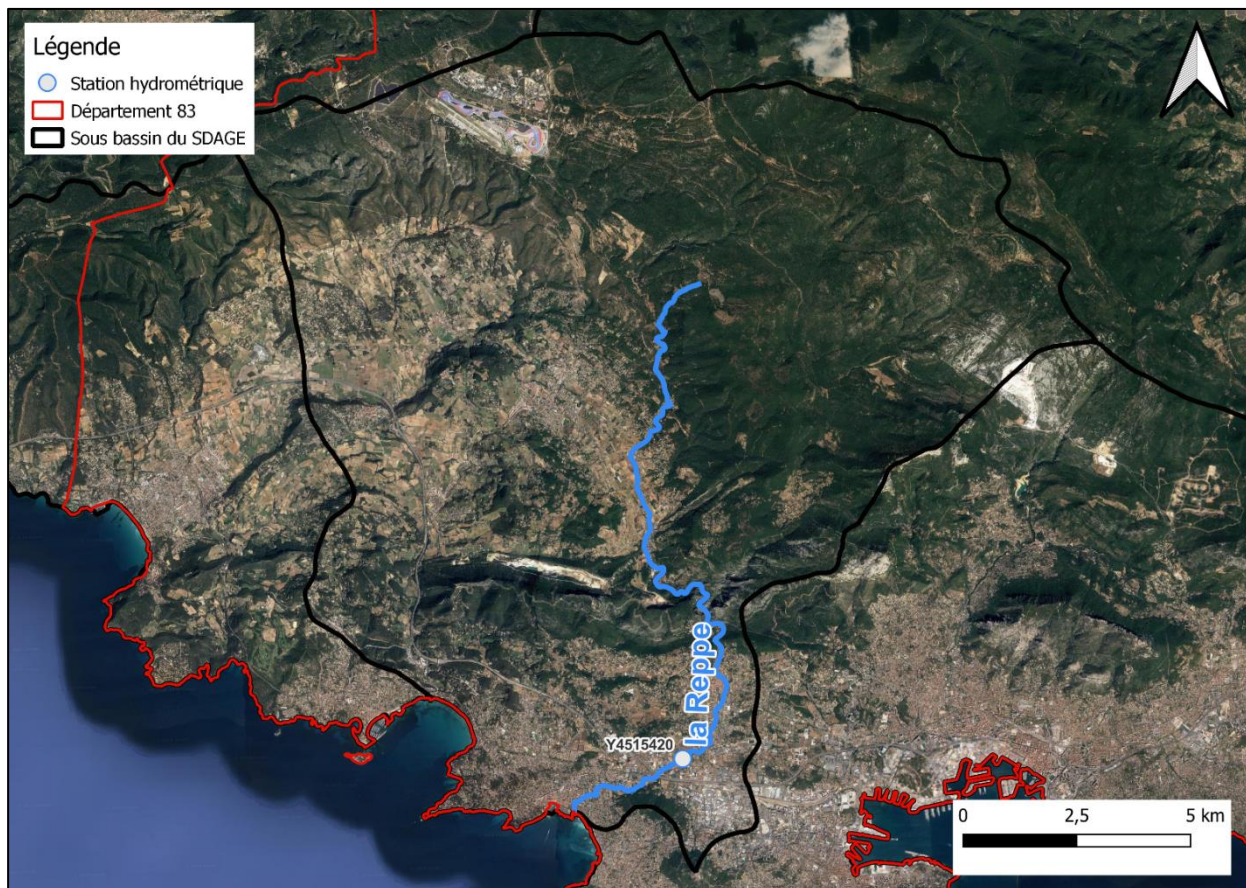 Légende
Station hydrométrique
Département 83
Sous bassin du SDAGE
la Reppe
Y4515420
0 2,5 5 km